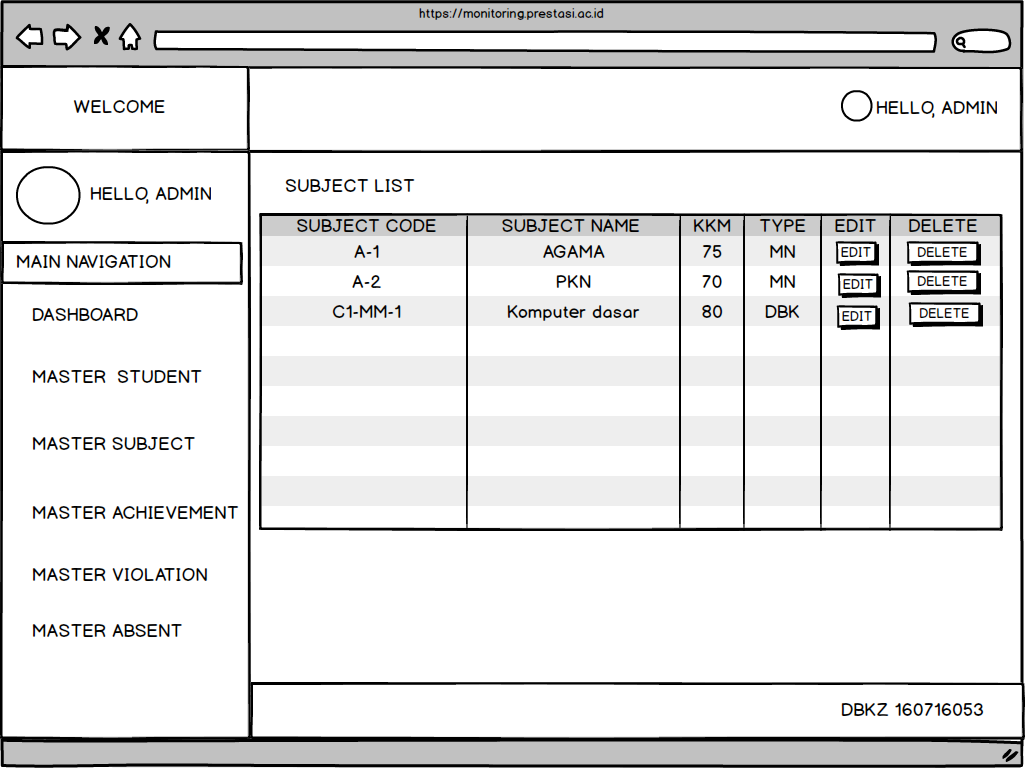 https://monitoring.prestasi.ac.id
WELCOME
HELLO, ADMIN
HELLO, ADMIN
MAIN NAVIGATION
DASHBOARD
MASTER STUDENT
MASTER SUBJECT
MASTER ACHIEVEMENT
MASTER VIOLATION
MASTER ABSENT
SUBJECT LIST
SUBJECT CODE SUBJECT NAME KKM TYPE EDIT DELETE
A-1 AGAMA 75 MN EDIT DELETE
A-2 PKN 70 MN EDIT DELETE
C1-MM-1 Komputer dasar 80 DBK EDIT DELETE
DBKZ 160716053